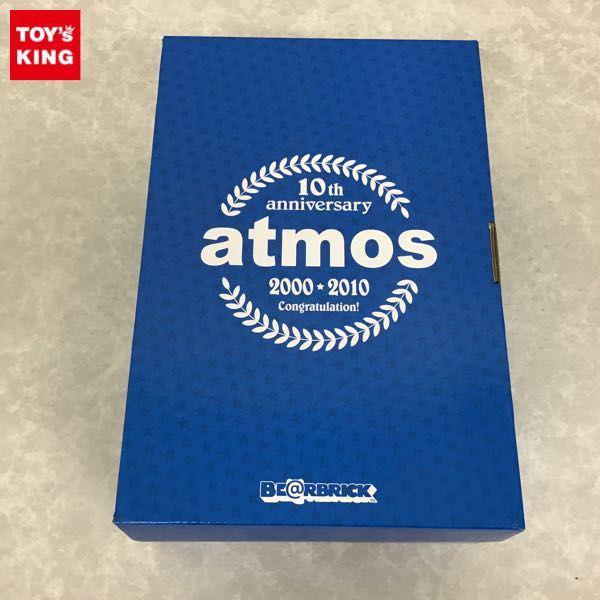 TOY'S
KING
10th
anniversary
atmos
2000★2010
Congratulation!
BE@RBRICK